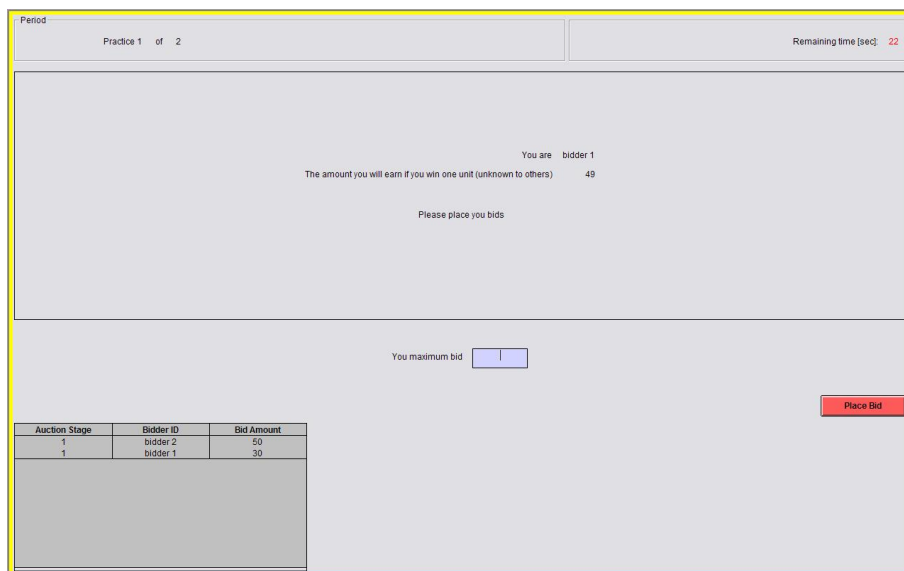 Period
Practice 1 of 2
Remaining time [sec]: 22
You are bidder 1
The amount you will earn if you win one unit (unknown to others) 49
Please place you bids
You maximum bid
Place Bid
Auction Stage Bidder ID Bid Amount
1 bidder 2 50
1 bidder 1 30